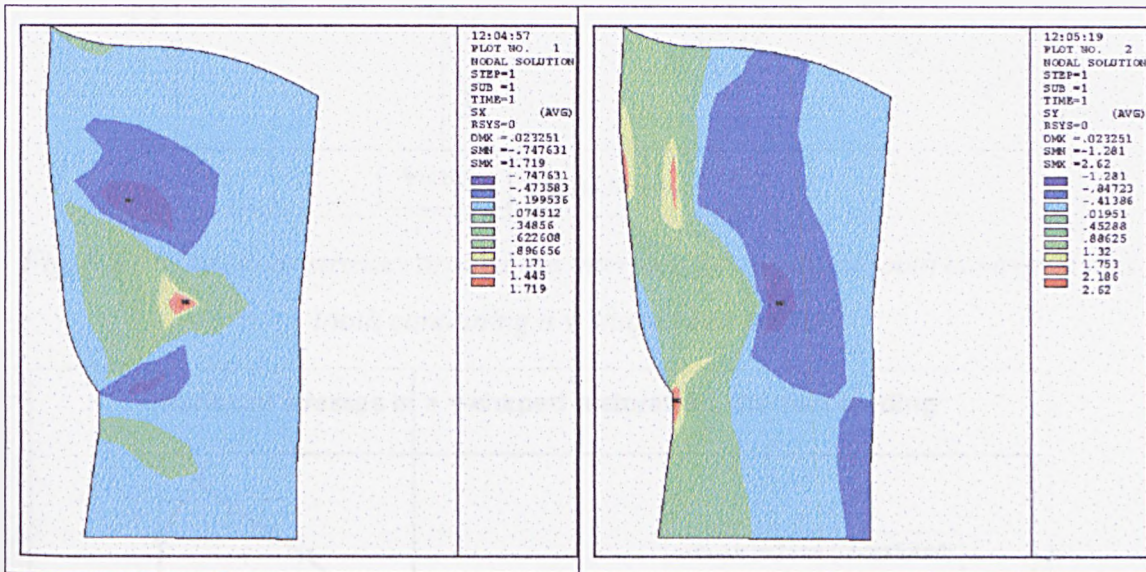 12:04:57
PLOT NO. 1
NODAL SOLUTION
STEP=1
SUB =1
TIME=1
SX (AVG)
RSYS=0
DMX =.023251
SMN =-.747631
SMX =1.719
-.747631
-.473583
-.199536
.074512
.34856
.622608
.896656
1.171
1.445
1.719
12:05:19
PLOT NO. 2
NODAL SOLUTION
STEP=1
SUB =1
TIME=1
SY (AVG)
RSYS=0
DMX =.023251
SMN =-1.281
SMX =2.62
-1.281
-.84723
-.41386
.01951
.45288
.88625
1.32
1.753
2.186
2.62